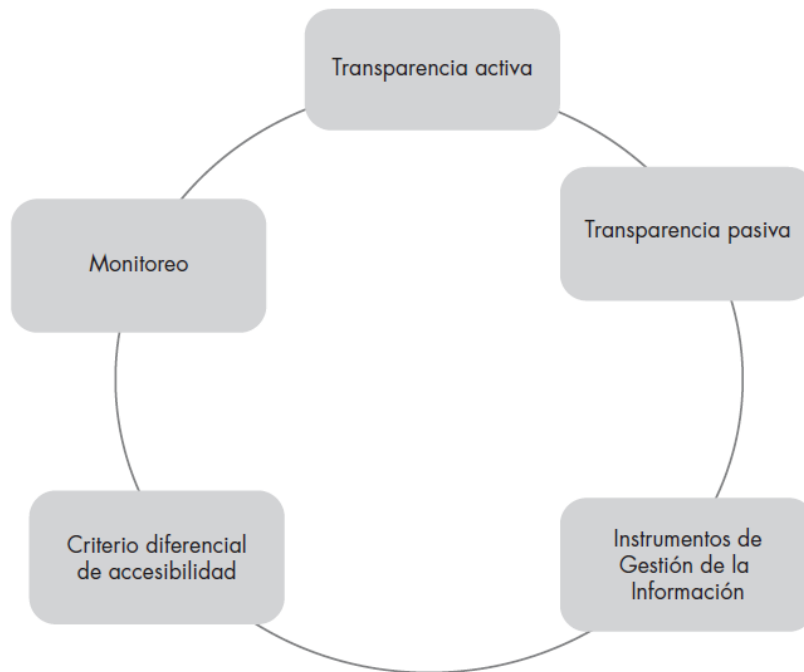 Transparencia activa
Transparencia pasiva
Instrumentos de
Gestión de la
Información
Criterio diferencial
de accesibilidad
Monitoreo